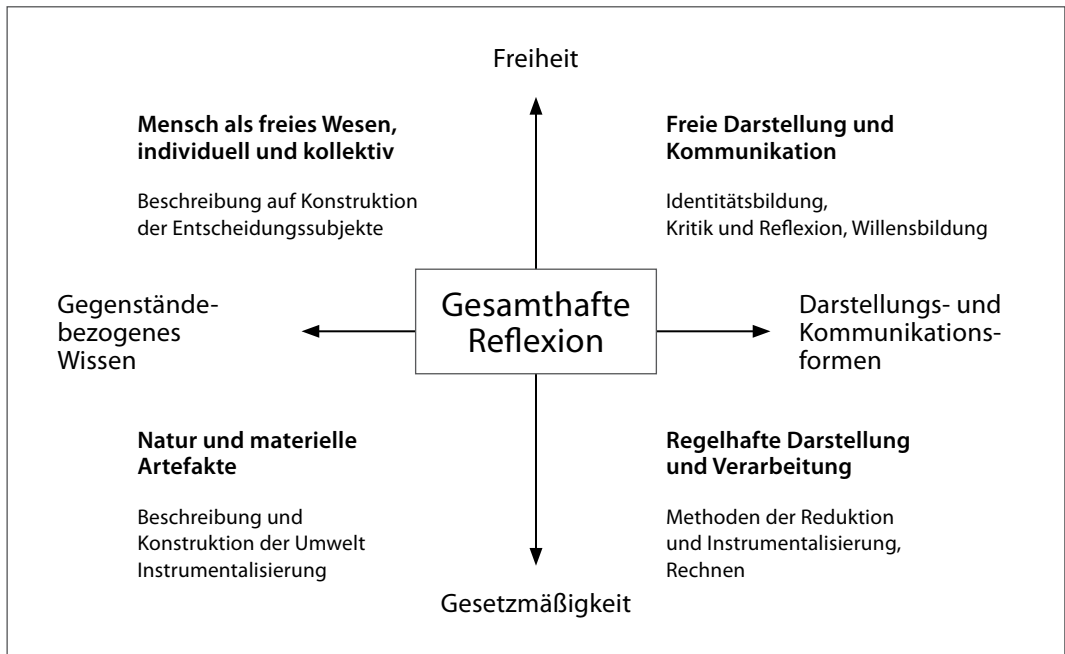 Freiheit
Mensch als freies Wesen,
individuell und kollektiv
Beschreibung auf Konstruktion
der Entscheidungssubjekte
Freie Darstellung und
Kommunikation
Identitätsbildung,
Kritik und Reflexion, Willensbildung
Gegenstände-
bezogenes
Wissen
Gesamthafte
Reflexion
Darstellungs- und
Kommunikations-
formen
Natur und materielle
Artefakte
Beschreibung und
Konstruktion der Umwelt
Instrumentalisierung
Regelhafte Darstellung
und Verarbeitung
Methoden der Reduktion
und Instrumentalisierung,
Rechnen
Gesetzmäßigkeit